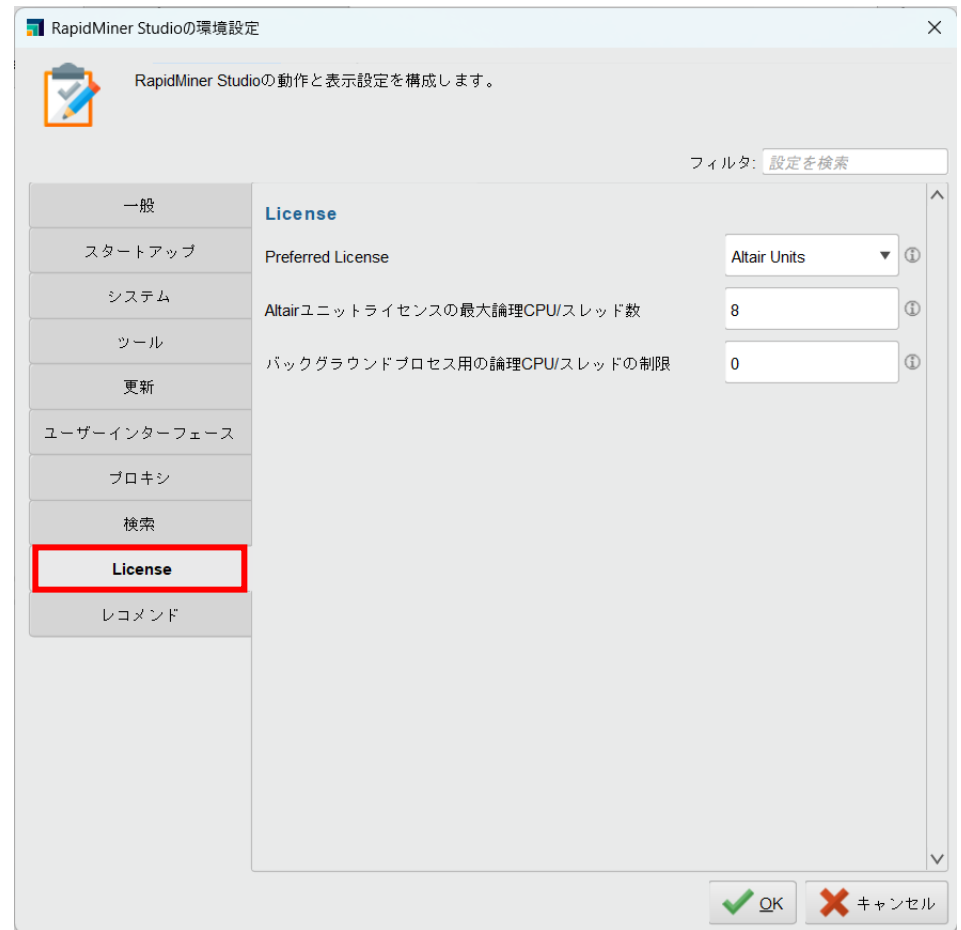 RapidMiner Studioの環境設定
RapidMiner Studioの動作と表示設定を構成します。
フィルタ: 設定を検索
一般
スタートアップ
システム
ツール
更新
ユーザーインターフェース
プロキシ
検索
License
レコメンド
License
Preferred License Altair Units
Altairユニットライセンスの最大論理CPU/スレッド数 8
バックグラウンドプロセス用の論理CPU/スレッドの制限 0
OK キャンセル